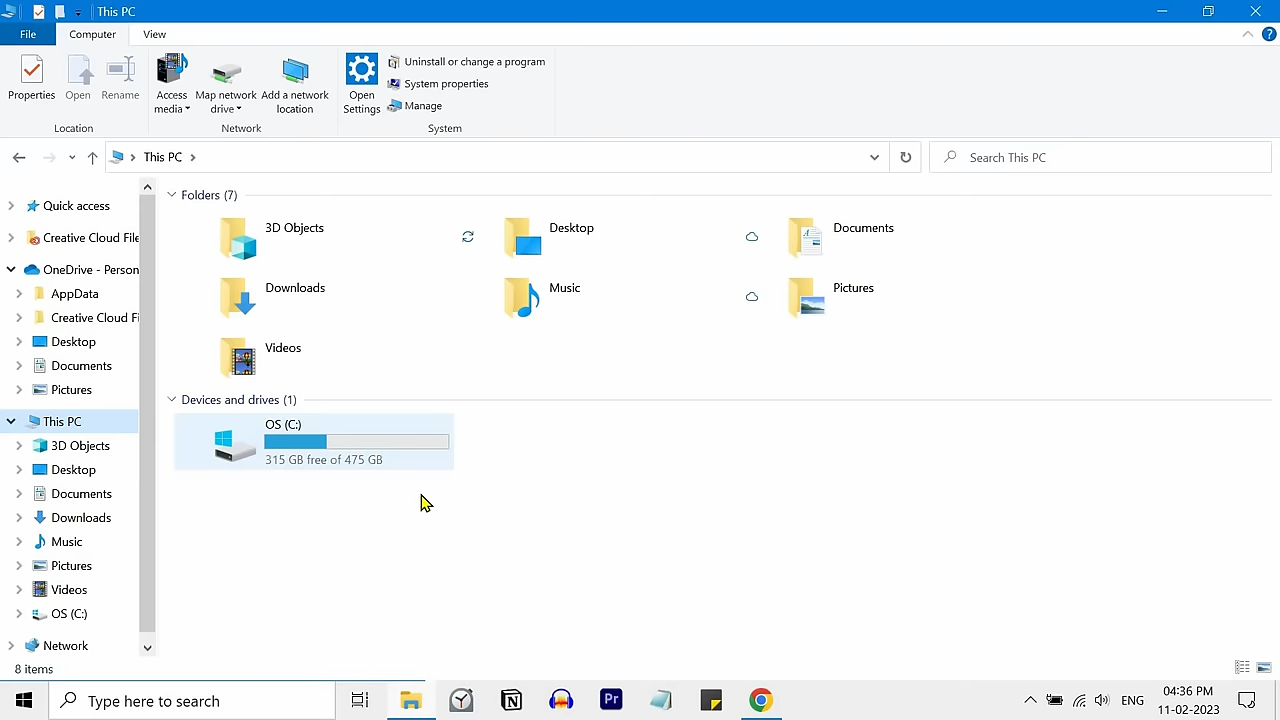 This PC
File
Computer
View
Properties
Open
Rename
Location
Access media
Map network drive
Add a network location
Network
Open Settings
Uninstall or change a program
System properties
Manage
System
This PC
Search This PC
Quick access
Creative Cloud File
OneDrive - Person
AppData
Creative Cloud Fi
Desktop
Documents
Pictures
This PC
3D Objects
Desktop
Documents
Downloads
Music
Pictures
Videos
OS (C:)
Network
Folders (7)
3D Objects
Desktop
Documents
Downloads
Music
Pictures
Videos
Devices and drives (1)
OS (C:)
315 GB free of 475 GB
8 items
Type here to search
Pr
ENG
04:36 PM
11-02-2023